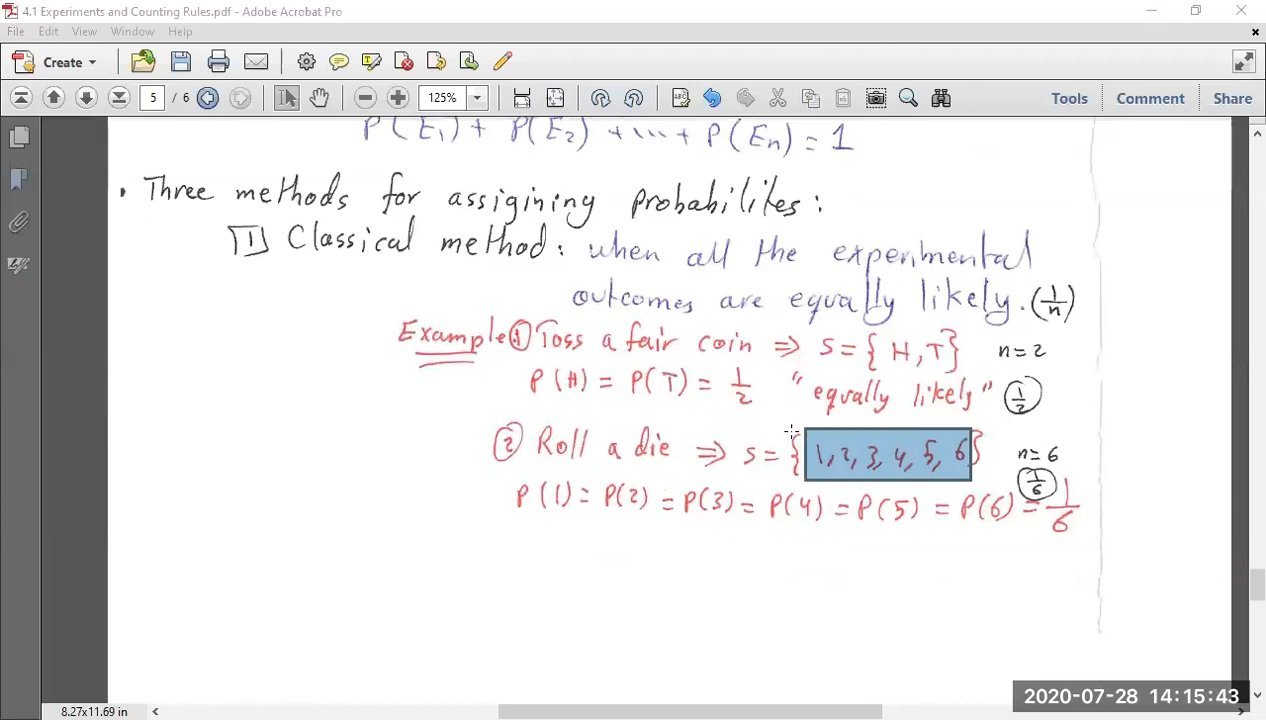 4.1 Experiments and Counting Rules.pdf - Adobe Acrobat Pro
File Edit View Window Help
Create
5 / 6 125% Tools Comment Share
P(E1) + P(E2) + ... + P(En) = 1
• Three methods for assigining probabilites :
1 Classical method : when all the experimental
outcomes are equally likely. (1/n)
Example 1 Toss a fair coin ⇒ S = { H, T } n = 2
P(H) = P(T) = 1/2 "equally likely" 1/2
2 Roll a die ⇒ S = { 1, 2, 3, 4, 5, 6 } n = 6
1/6
P(1) = P(2) = P(3) = P(4) = P(5) = P(6) = 1/6
2020-07-28 14:15:43
8.27x11.69 in